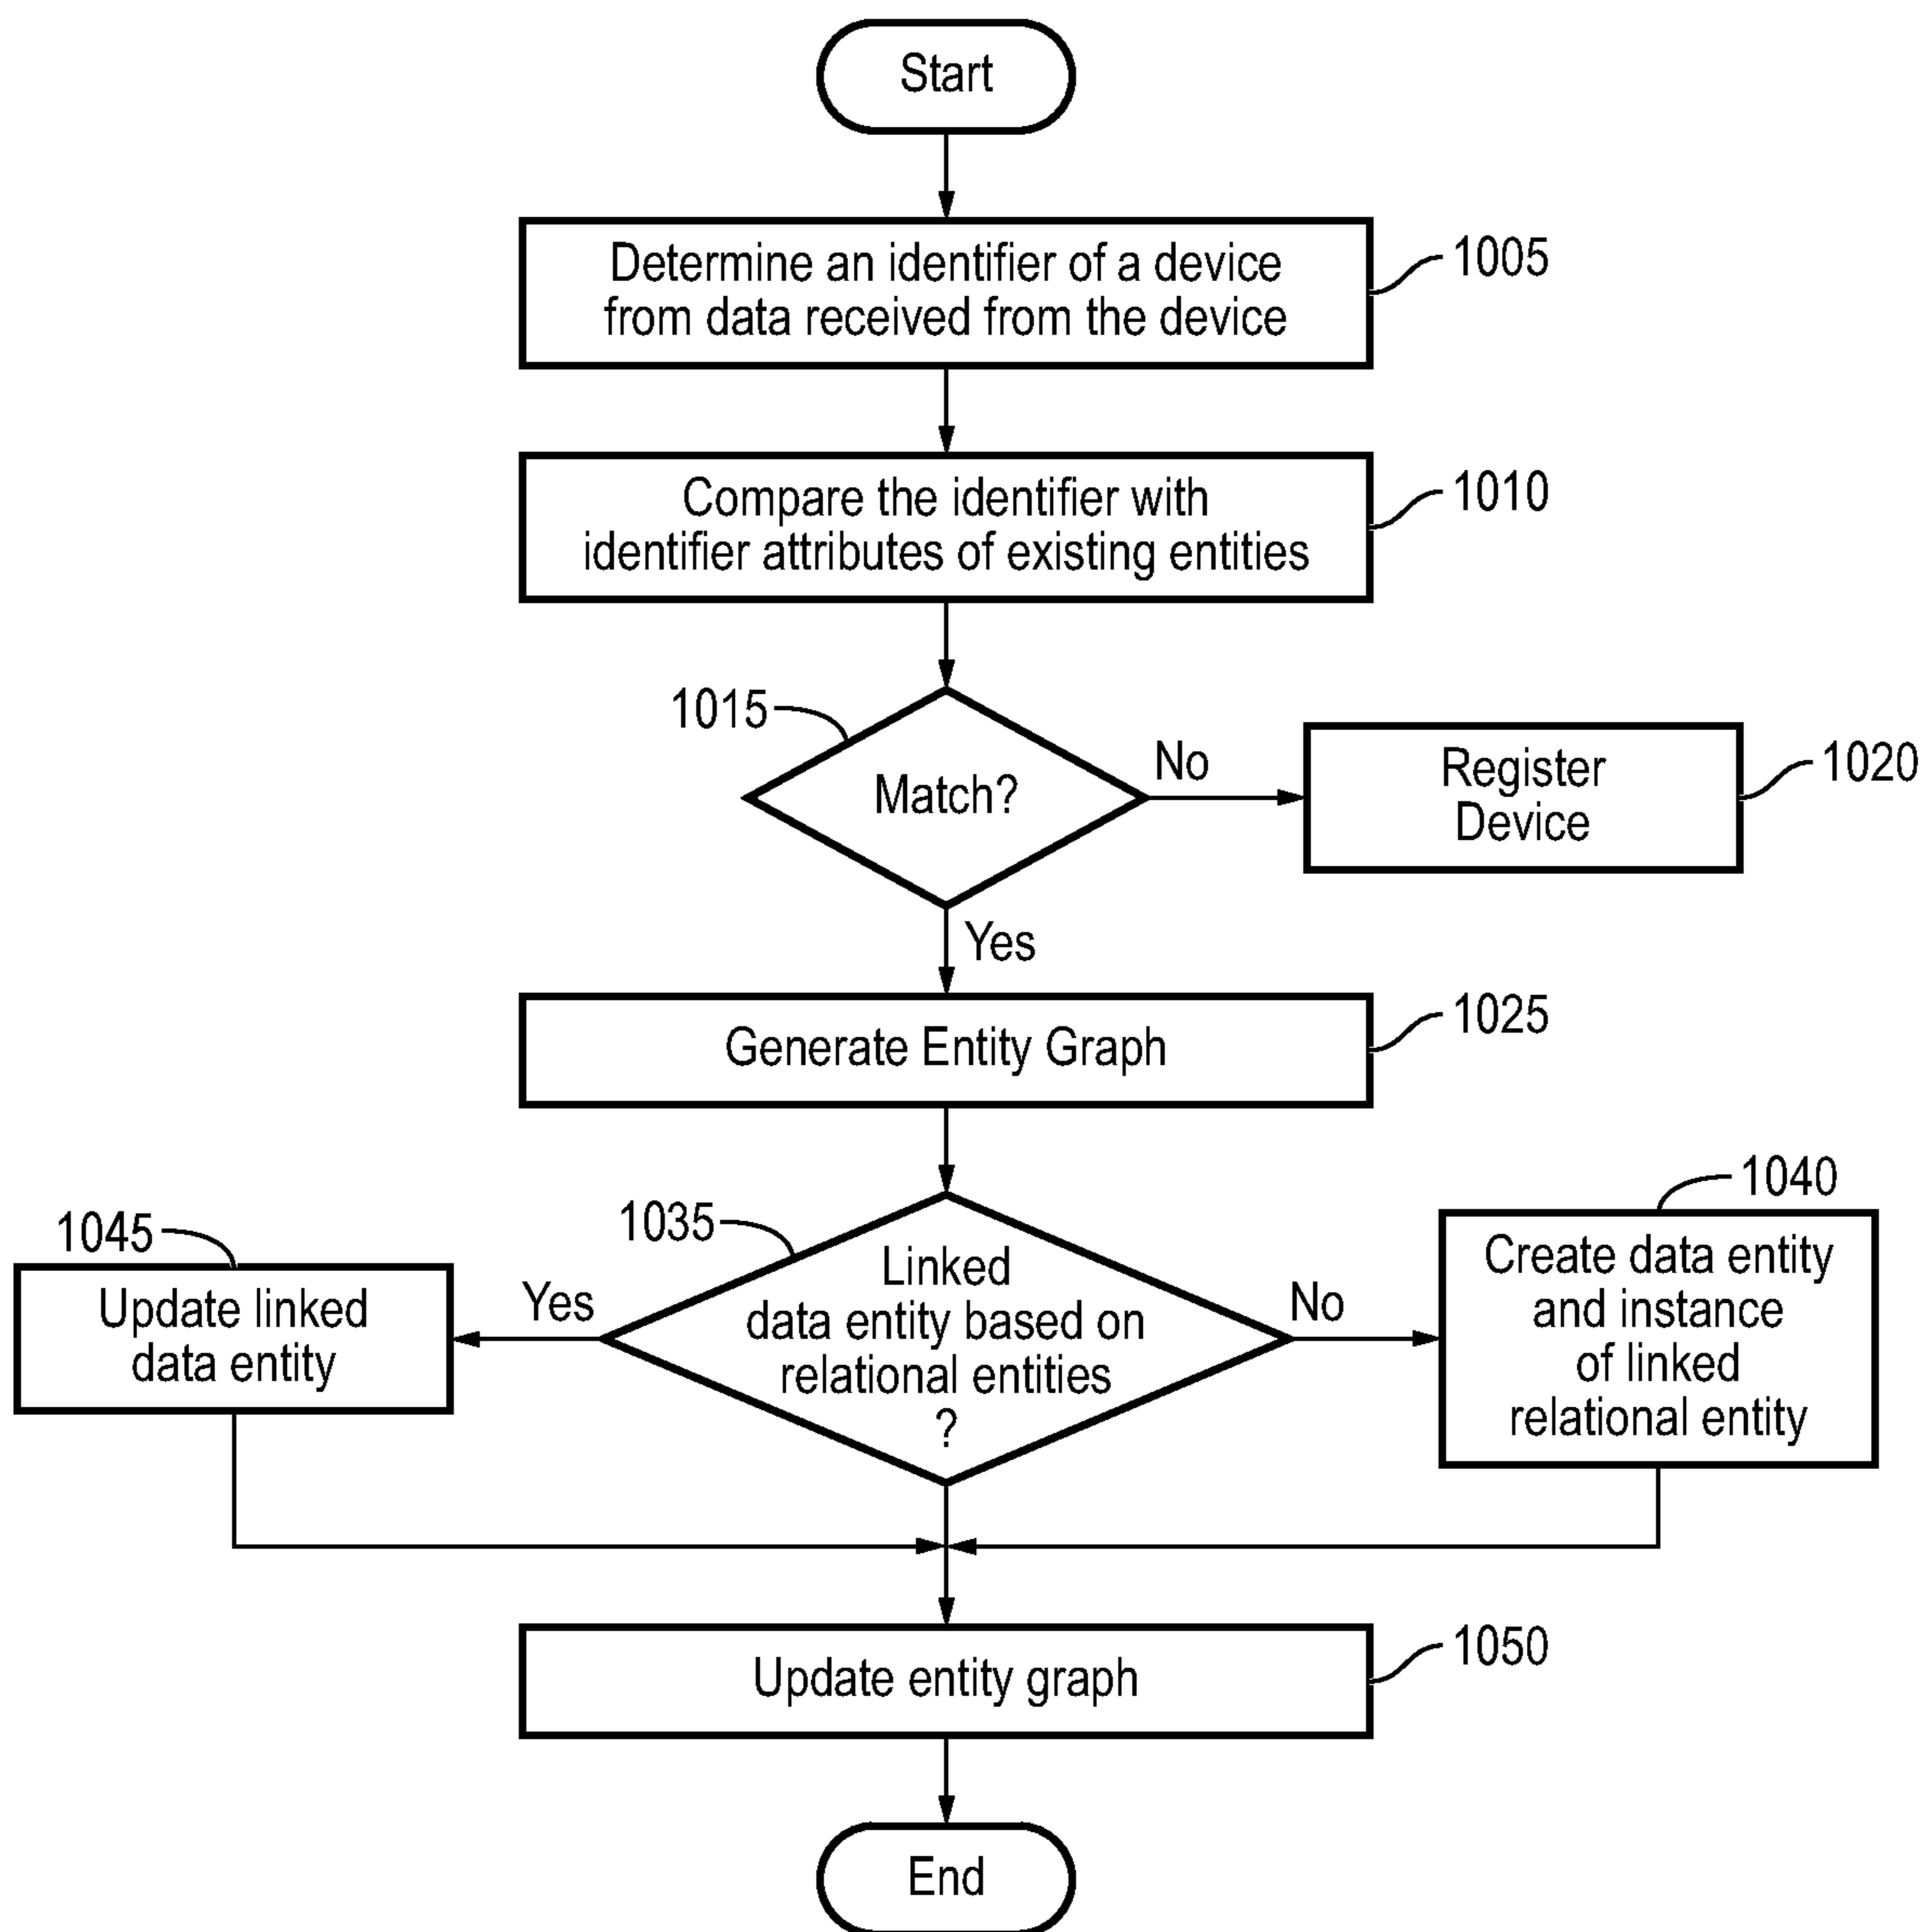 Start
Determine an identifier of a device
from data received from the device
1005
Compare the identifier with
identifier attributes of existing entities
1010
1015
Match?
No
Register
Device
1020
Yes
Generate Entity Graph
1025
1045
Update linked
data entity
Yes
1035
Linked
data entity based on
relational entities
?
No
1040
Create data entity
and instance
of linked
relational entity
Update entity graph
1050
End